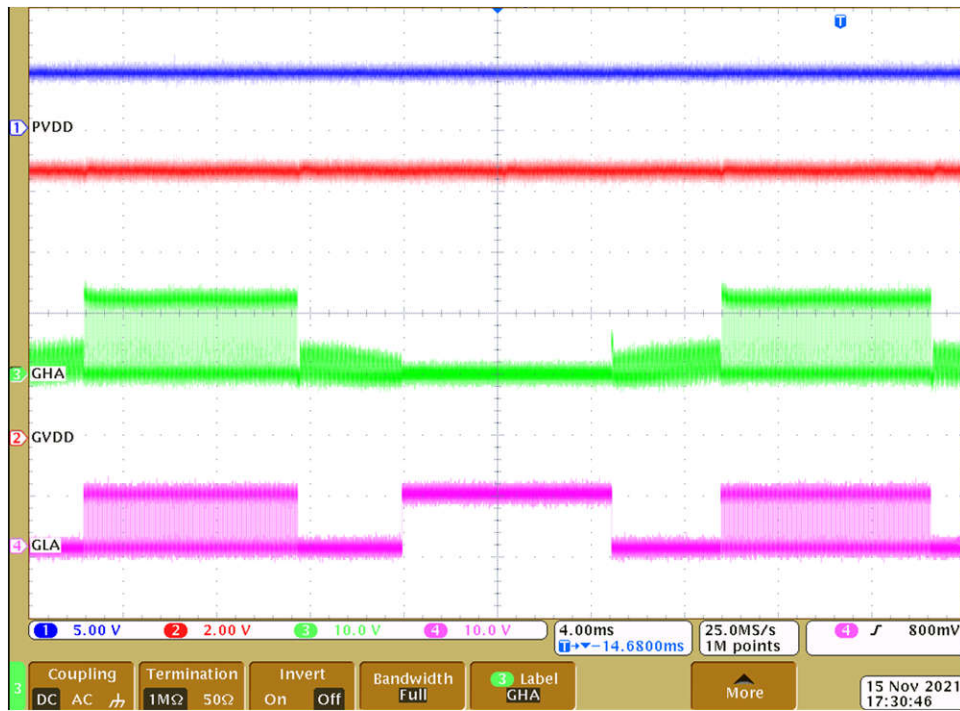 T
1 PVDD
3 GHA
2 GVDD
4 GLA
1 5.00 V 2 2.00 V 3 10.0 V 4 10.0 V
4.00ms
T→▼−14.6800ms
25.0MS/s
1M points
4 ʃ 800mV
3
Coupling
DC AC
Termination
1MΩ 50Ω
Invert
On Off
Bandwidth
Full
3 Label
GHA
More
15 Nov 2021
17:30:46